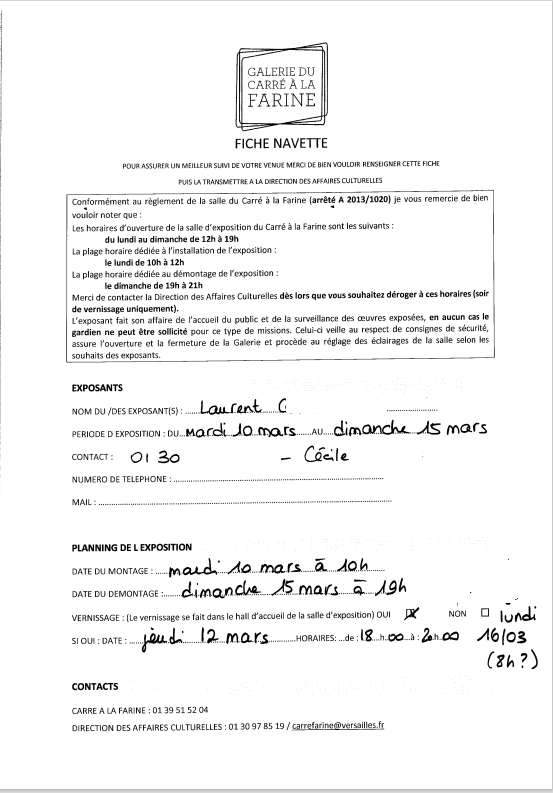 GALERIE DU
CARRÉ À LA
FARINE
FICHE NAVETTE
POUR ASSURER UN MEILLEUR SUIVI DE VOTRE VENUE MERCI DE BIEN VOULOIR RENSEIGNER CETTE FICHE
PUIS LA TRANSMETTRE A LA DIRECTION DES AFFAIRES CULTURELLES
Conformément au règlement de la salle du Carré à la Farine (arrêté A 2013/1020) je vous remercie de bien
vouloir noter que :
Les horaires d'ouverture de la salle d'exposition du Carré à la Farine sont les suivants :
du lundi au dimanche de 12h à 19h
La plage horaire dédiée à l'installation de l'exposition :
le lundi de 10h à 12h
La plage horaire dédiée au démontage de l'exposition :
le dimanche de 19h à 21h
Merci de contacter la Direction des Affaires Culturelles dès lors que vous souhaitez déroger à ces horaires (soir
de vernissage uniquement).
L'exposant fait son affaire de l'accueil du public et de la surveillance des œuvres exposées, en aucun cas le
gardien ne peut être sollicité pour ce type de missions. Celui-ci veille au respect de consignes de sécurité,
assure l'ouverture et la fermeture de la Galerie et procède au réglage des éclairages de la salle selon les
souhaits des exposants.
EXPOSANTS
NOM DU /DES EXPOSANT(S) : Laurent C
PERIODE D EXPOSITION : DU mardi 10 mars AU dimanche 15 mars
CONTACT : 01 30 – Cécile
NUMERO DE TELEPHONE :
MAIL :
PLANNING DE L EXPOSITION
DATE DU MONTAGE : mardi 10 mars à 10h
DATE DU DEMONTAGE : dimanche 15 mars à 19h
VERNISSAGE : (Le vernissage se fait dans le hall d'accueil de la salle d'exposition) OUI ☒ NON ☐ lundi
SI OUI : DATE : jeudi 12 mars HORAIRES: de : 18 h 00 à : 20 h 00 16/03
(8h ?)
CONTACTS
CARRE A LA FARINE : 01 39 51 52 04
DIRECTION DES AFFAIRES CULTURELLES : 01 30 97 85 19 / carrefarine@versailles.fr